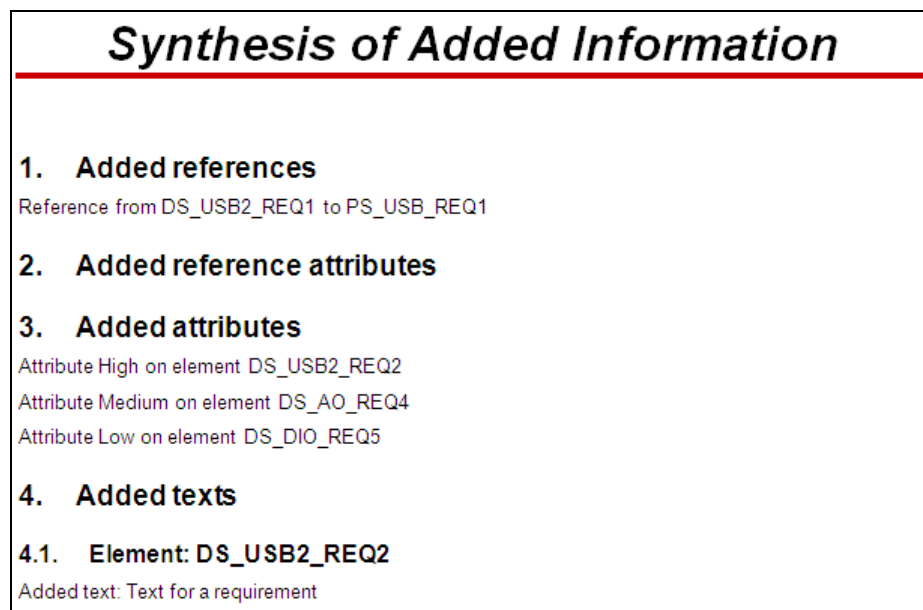 Synthesis of Added Information
1. Added references
Reference from DS_USB2_REQ1 to PS_USB_REQ1
2. Added reference attributes
3. Added attributes
Attribute High on element DS_USB2_REQ2
Attribute Medium on element DS_AO_REQ4
Attribute Low on element DS_DIO_REQ5
4. Added texts
4.1. Element: DS_USB2_REQ2
Added text: Text for a requirement